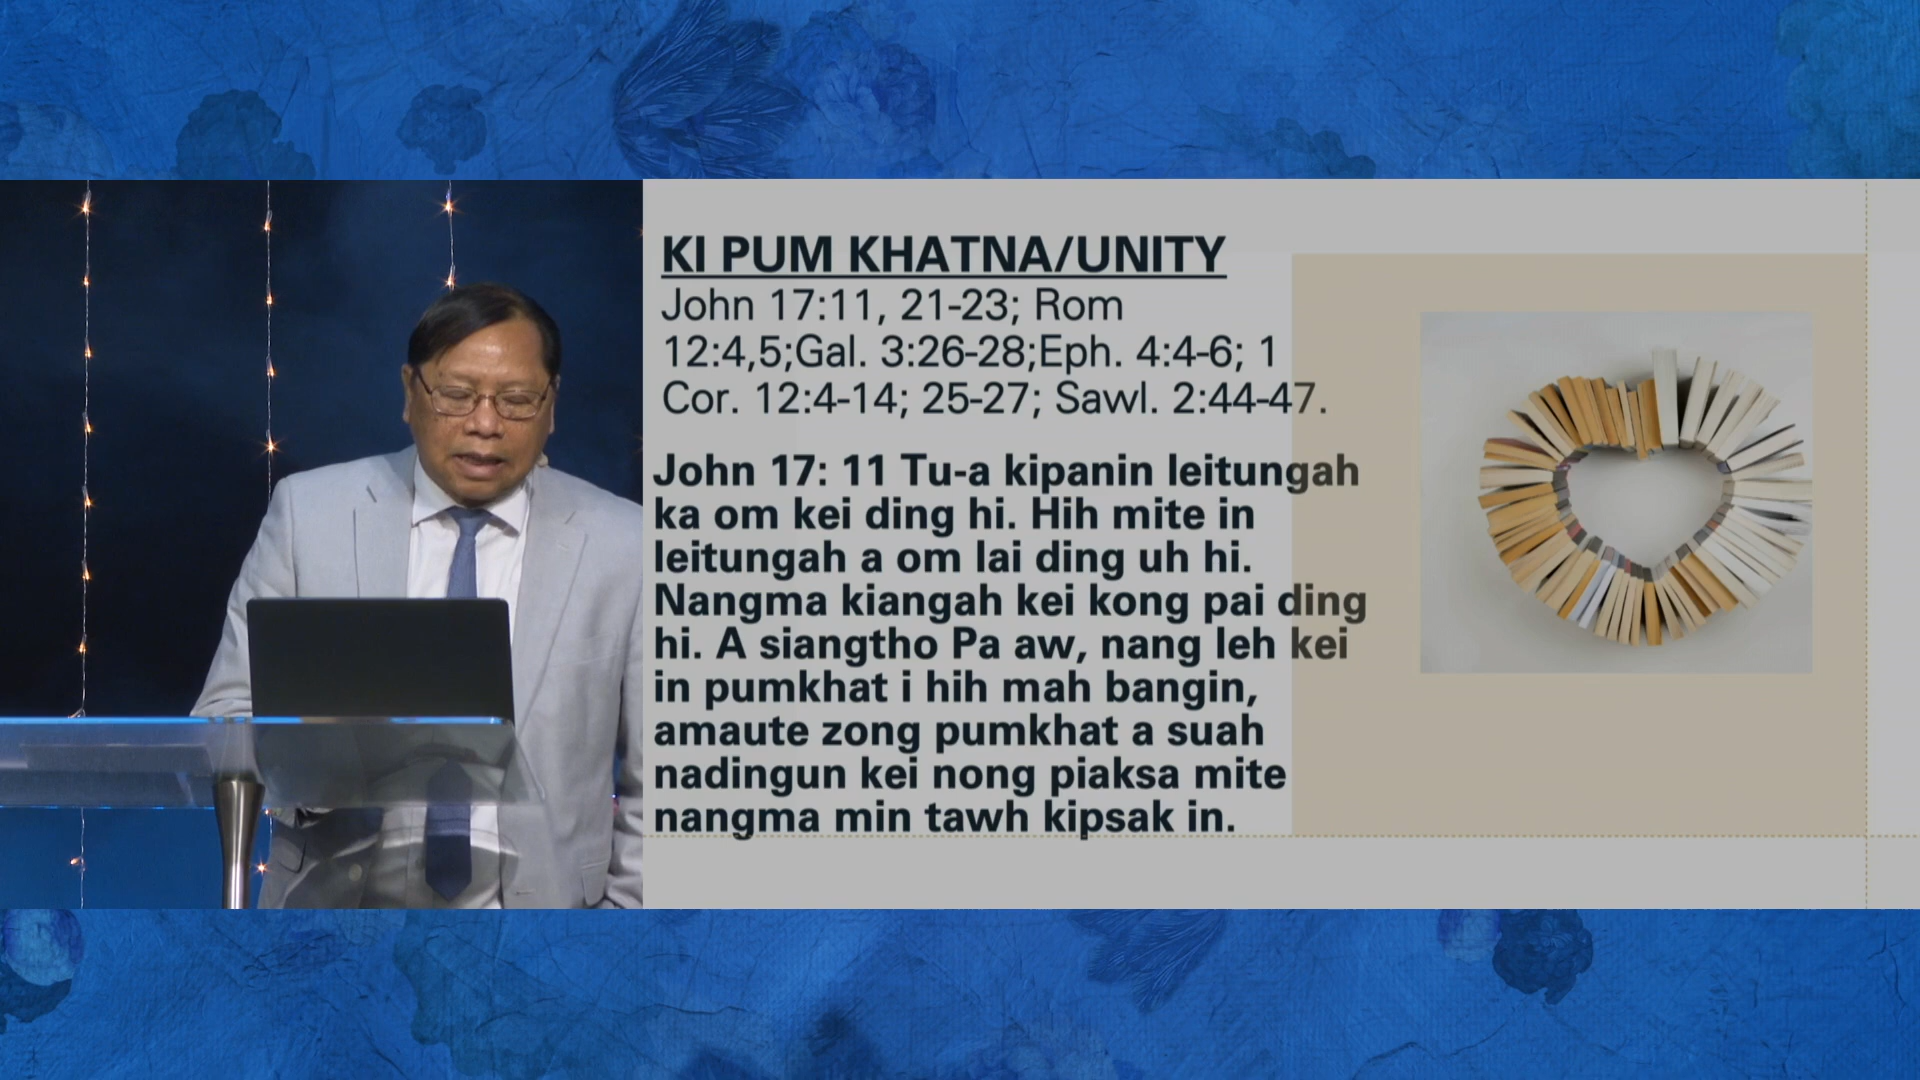 KI PUM KHATNA/UNITY
John 17:11, 21-23; Rom
12:4,5;Gal. 3:26-28;Eph. 4:4-6; 1
Cor. 12:4-14; 25-27; Sawl. 2:44-47.
John 17: 11 Tu-a kipanin leitungah
ka om kei ding hi. Hih mite in
leitungah a om lai ding uh hi.
Nangma kiangah kei kong pai ding
hi. A siangtho Pa aw, nang leh kei
in pumkhat i hih mah bangin,
amaute zong pumkhat a suah
nadingun kei nong piaksa mite
nangma min tawh kipsak in.